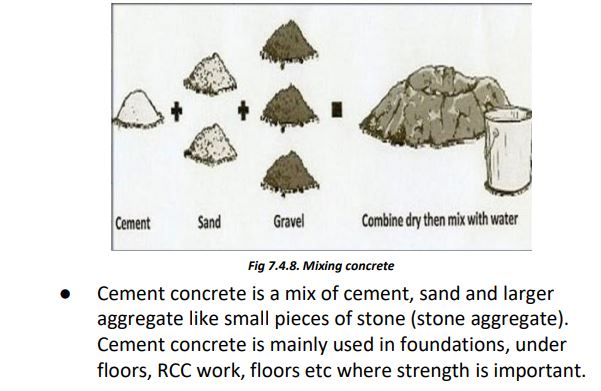 Cement Sand Gravel Combine dry then mix with water
Fig 7.4.8. Mixing concrete
● Cement concrete is a mix of cement, sand and larger
aggregate like small pieces of stone (stone aggregate).
Cement concrete is mainly used in foundations, under
floors, RCC work, floors etc where strength is important.